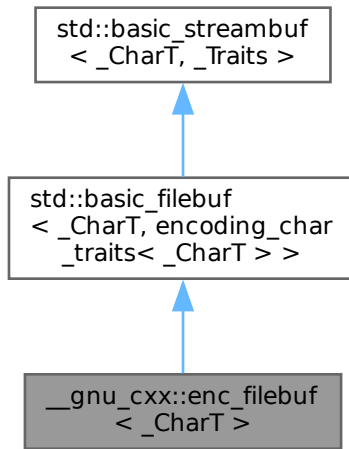 std::basic_streambuf
< _CharT, _Traits >
std::basic_filebuf
< _CharT, encoding_char
_traits< _CharT > >
__gnu_cxx::enc_filebuf
< _CharT >